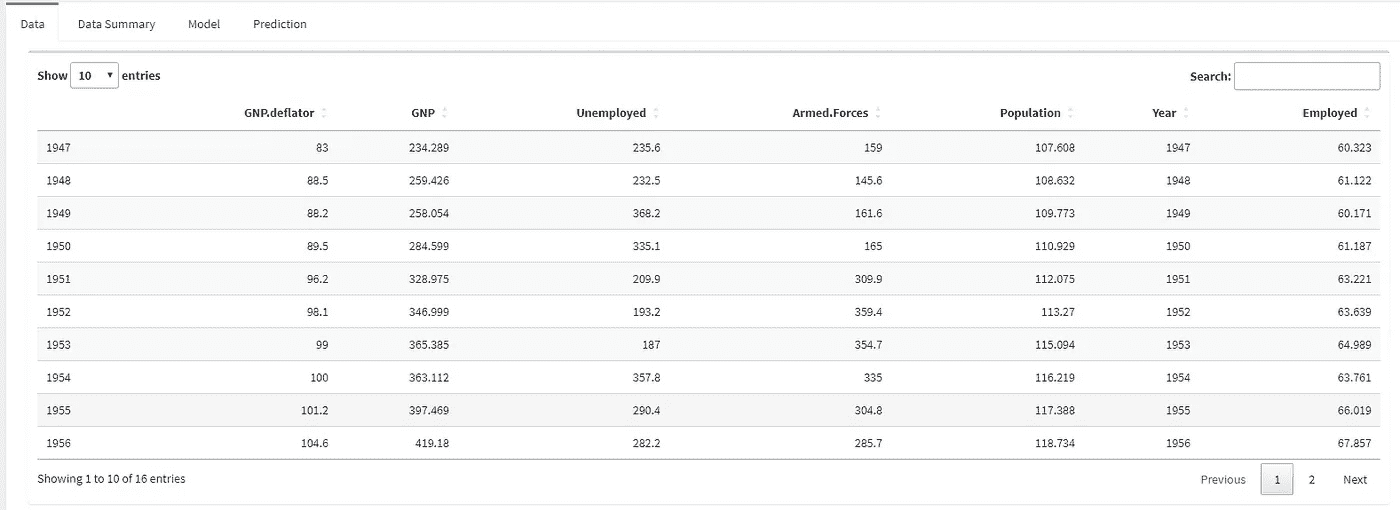 Data Data Summary Model Prediction
Show 10 entries Search:
GNP.deflator GNP Unemployed Armed.Forces Population Year Employed
1947 83 234.289 235.6 159 107.608 1947 60.323
1948 88.5 259.426 232.5 145.6 108.632 1948 61.122
1949 88.2 258.054 368.2 161.6 109.773 1949 60.171
1950 89.5 284.599 335.1 165 110.929 1950 61.187
1951 96.2 328.975 209.9 309.9 112.075 1951 63.221
1952 98.1 346.999 193.2 359.4 113.27 1952 63.639
1953 99 365.385 187 354.7 115.094 1953 64.989
1954 100 363.112 357.8 335 116.219 1954 63.761
1955 101.2 397.469 290.4 304.8 117.388 1955 66.019
1956 104.6 419.18 282.2 285.7 118.734 1956 67.857
Showing 1 to 10 of 16 entries Previous 1 2 Next